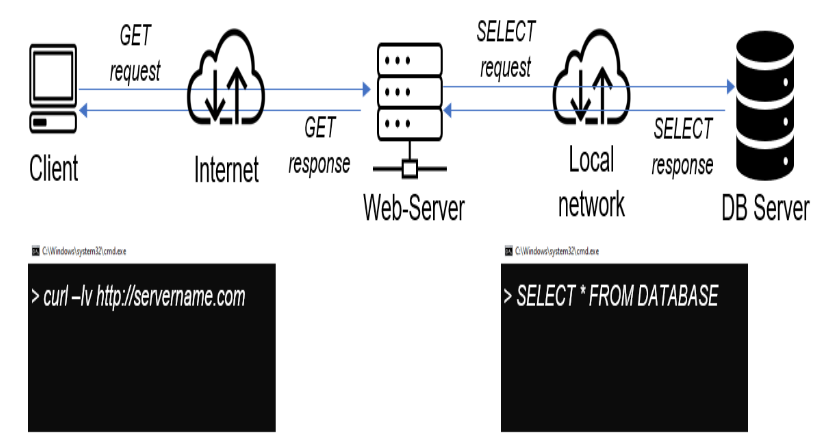 GET
request
SELECT
request
GET
response
SELECT
response
Client
Internet
Web-Server
Local
network
DB Server
C:\Windows\system32\cmd.exe
> curl –Iv http://servername.com
C:\Windows\system32\cmd.exe
> SELECT * FROM DATABASE